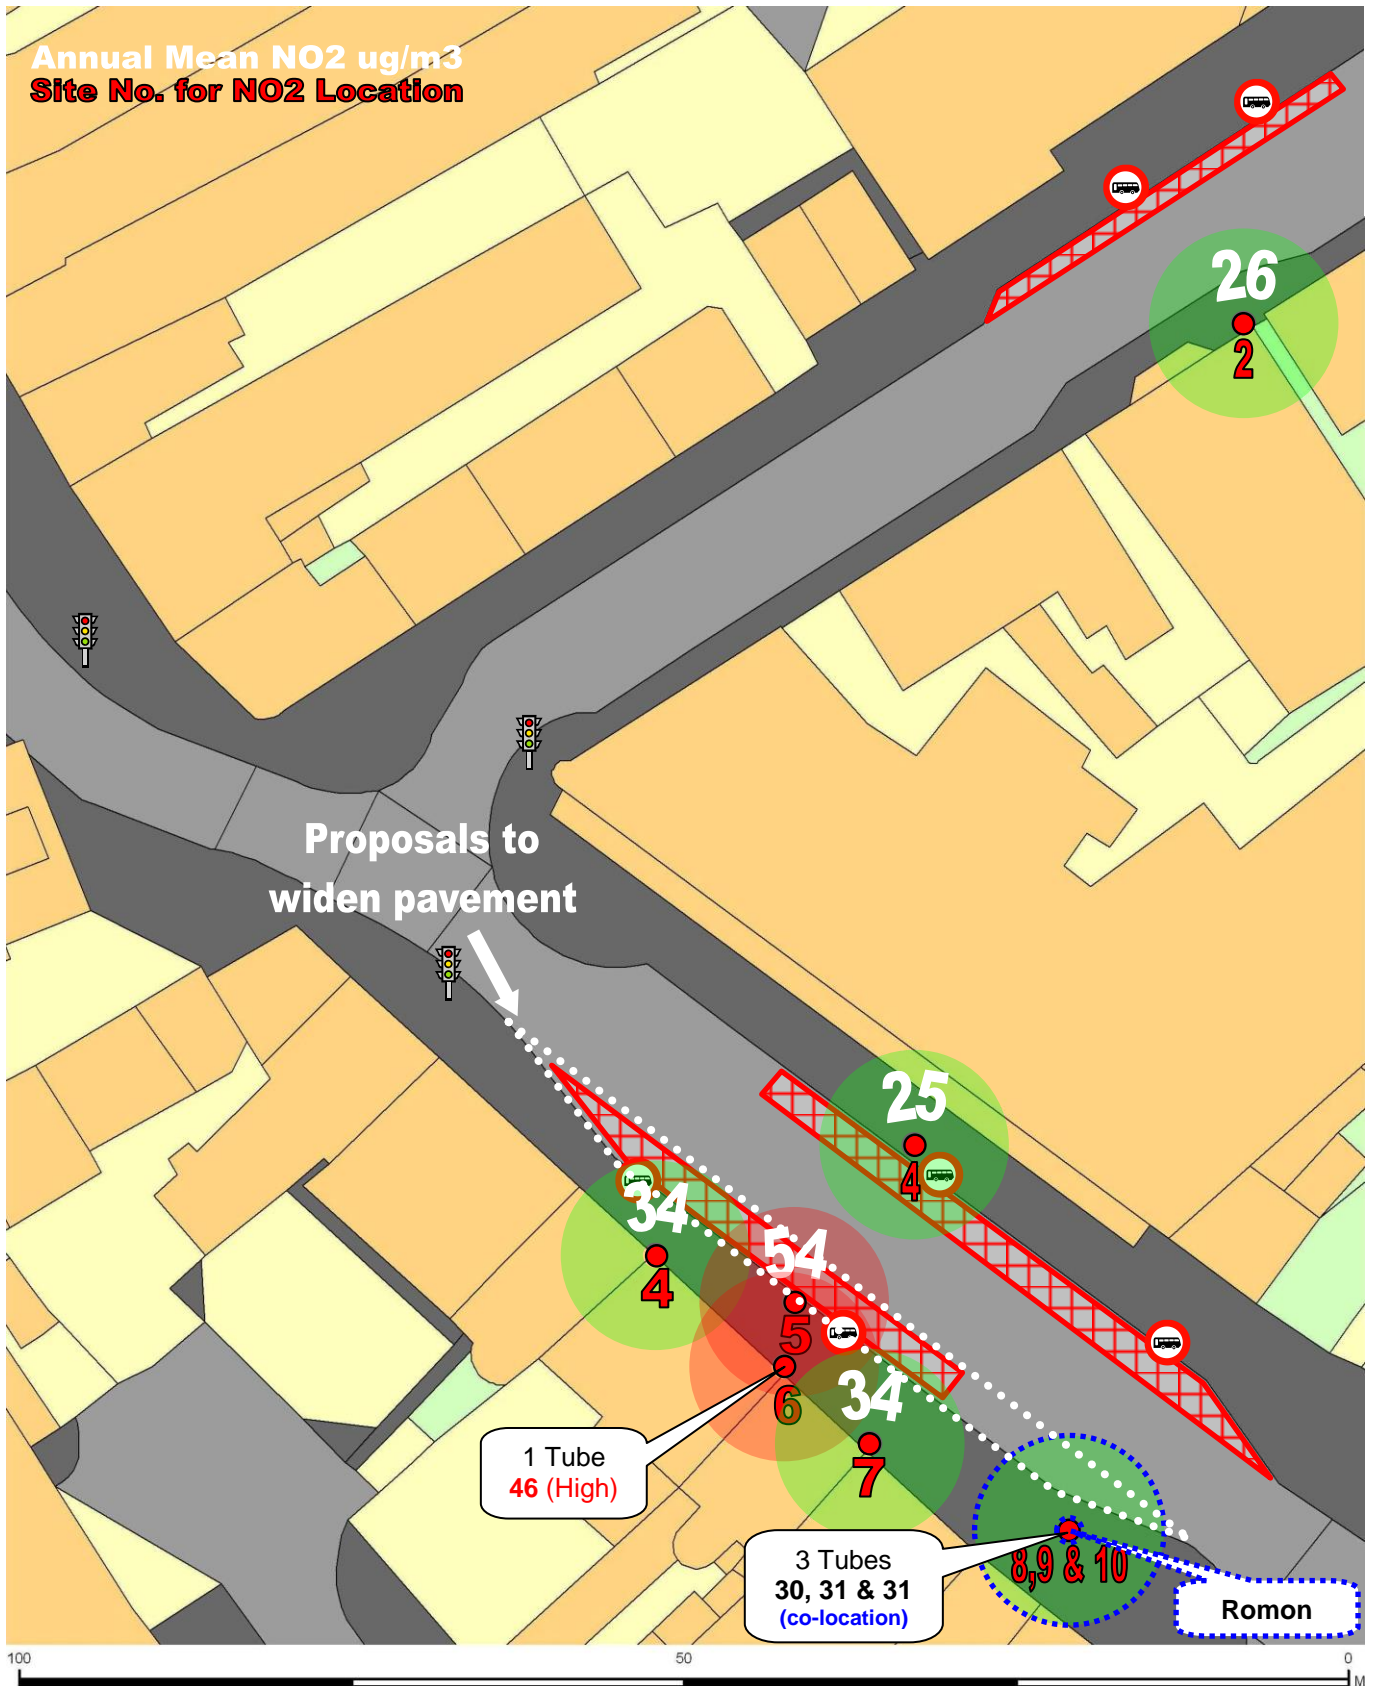 Annual Mean NO2 ug/m3
Site No. for NO2 Location
26
2
Proposals to
widen pavement
25
4
34
4
54
5
6
34
7
1 Tube
46 (High)
3 Tubes
30, 31 & 31
(co-location)
8,9 & 10
Romon
100
50
0
M